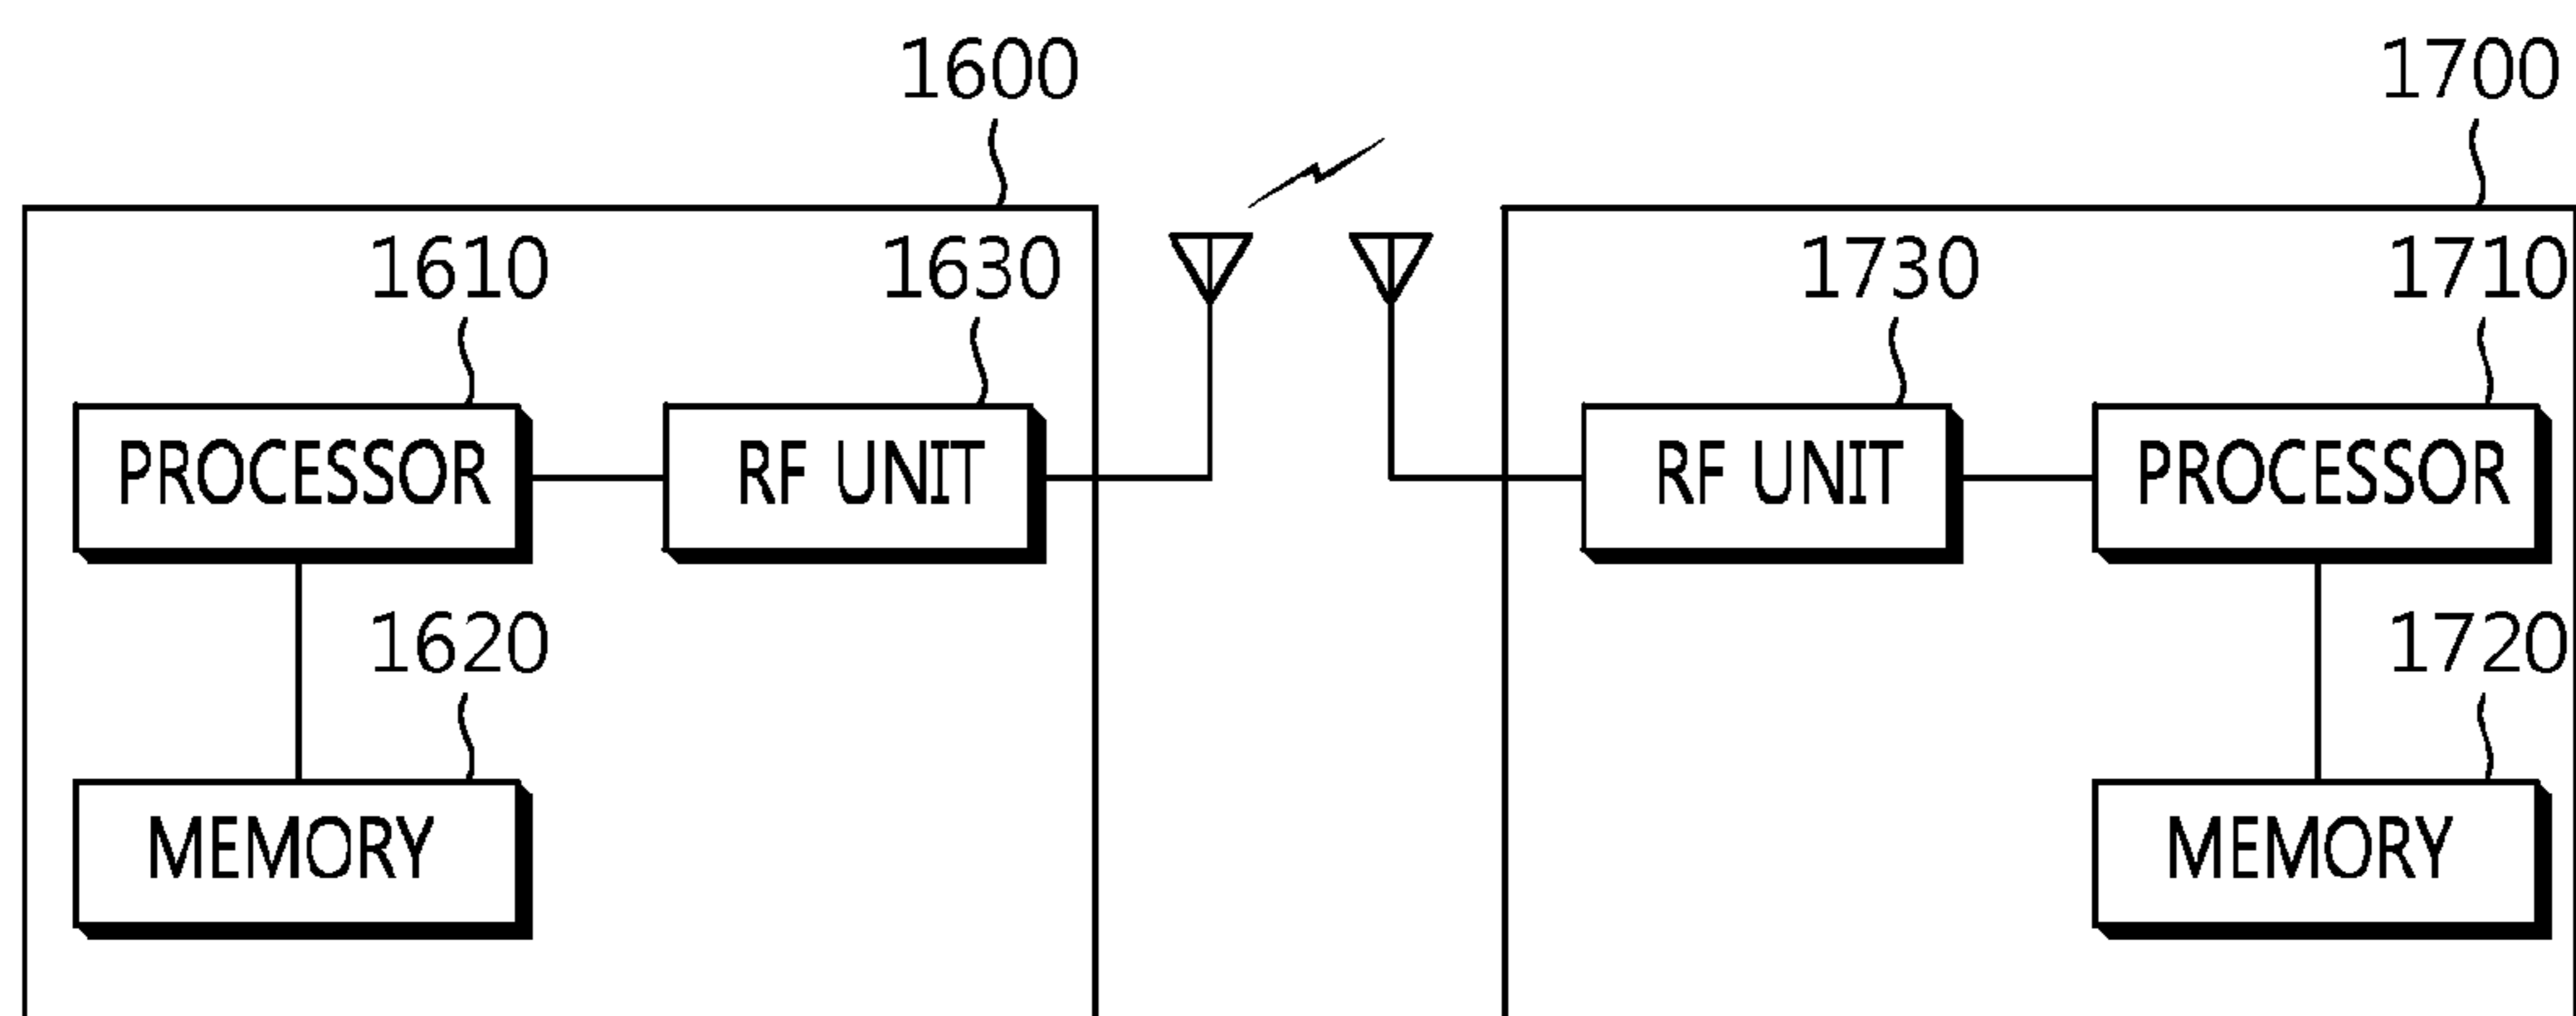 1600
1700
1610
1630
1730
1710
PROCESSOR
RF UNIT
RF UNIT
PROCESSOR
1620
1720
MEMORY
MEMORY